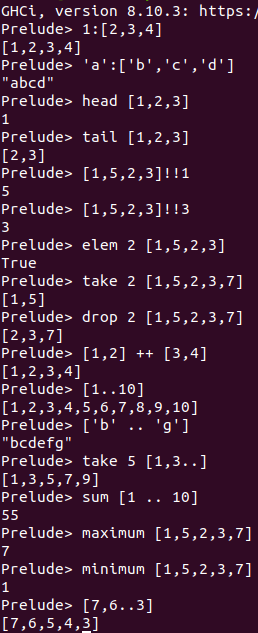 GHCi, version 8.10.3: https:/
Prelude> 1:[2,3,4]
[1,2,3,4]
Prelude> 'a':['b','c','d']
"abcd"
Prelude> head [1,2,3]
1
Prelude> tail [1,2,3]
[2,3]
Prelude> [1,5,2,3]!!1
5
Prelude> [1,5,2,3]!!3
3
Prelude> elem 2 [1,5,2,3]
True
Prelude> take 2 [1,5,2,3,7]
[1,5]
Prelude> drop 2 [1,5,2,3,7]
[2,3,7]
Prelude> [1,2] ++ [3,4]
[1,2,3,4]
Prelude> [1..10]
[1,2,3,4,5,6,7,8,9,10]
Prelude> ['b' .. 'g']
"bcdefg"
Prelude> take 5 [1,3..]
[1,3,5,7,9]
Prelude> sum [1 .. 10]
55
Prelude> maximum [1,5,2,3,7]
7
Prelude> minimum [1,5,2,3,7]
1
Prelude> [7,6..3]
[7,6,5,4,3]